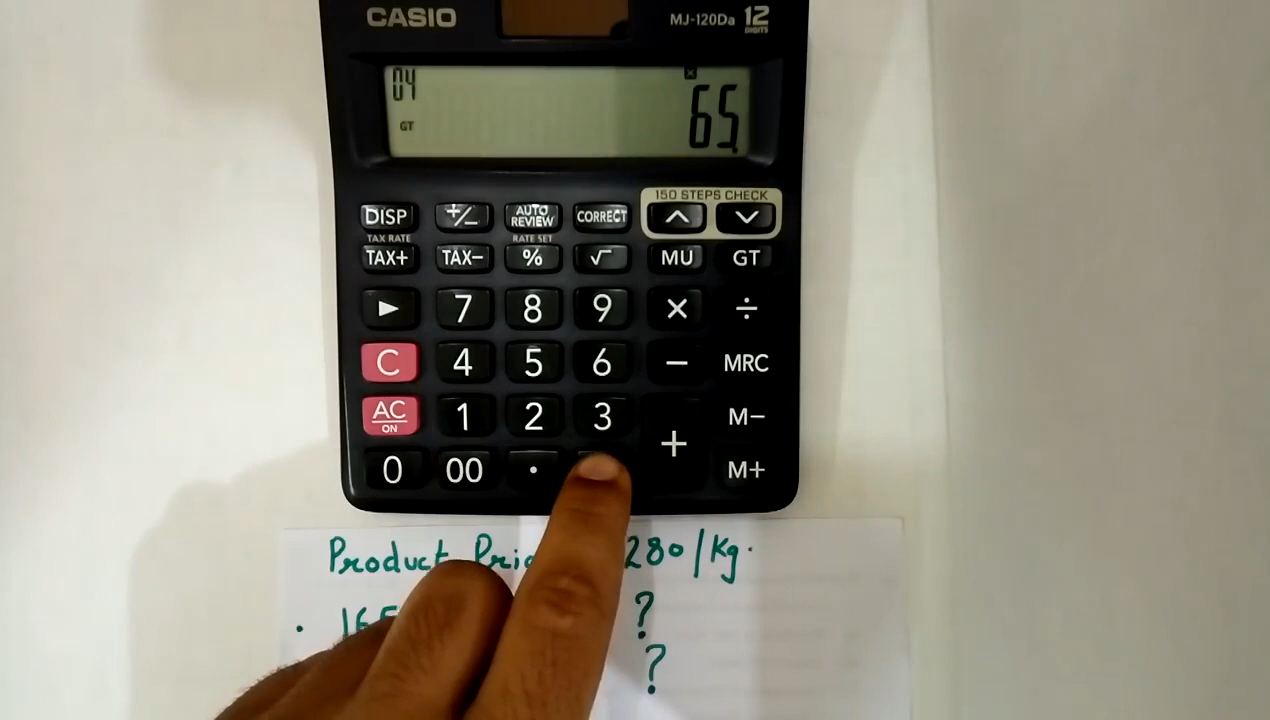 CASIO MJ-120Da 12 DIGITS
04 65.
GT
150 STEPS CHECK
DISP +/− AUTO REVIEW CORRECT
TAX RATE RATE SET
TAX+ TAX− % √ MU GT
7 8 9 × ÷
C 4 5 6 − MRC
AC ON 1 2 3 + M−
0 00 · M+
Product 280/Kg.
· ?
?